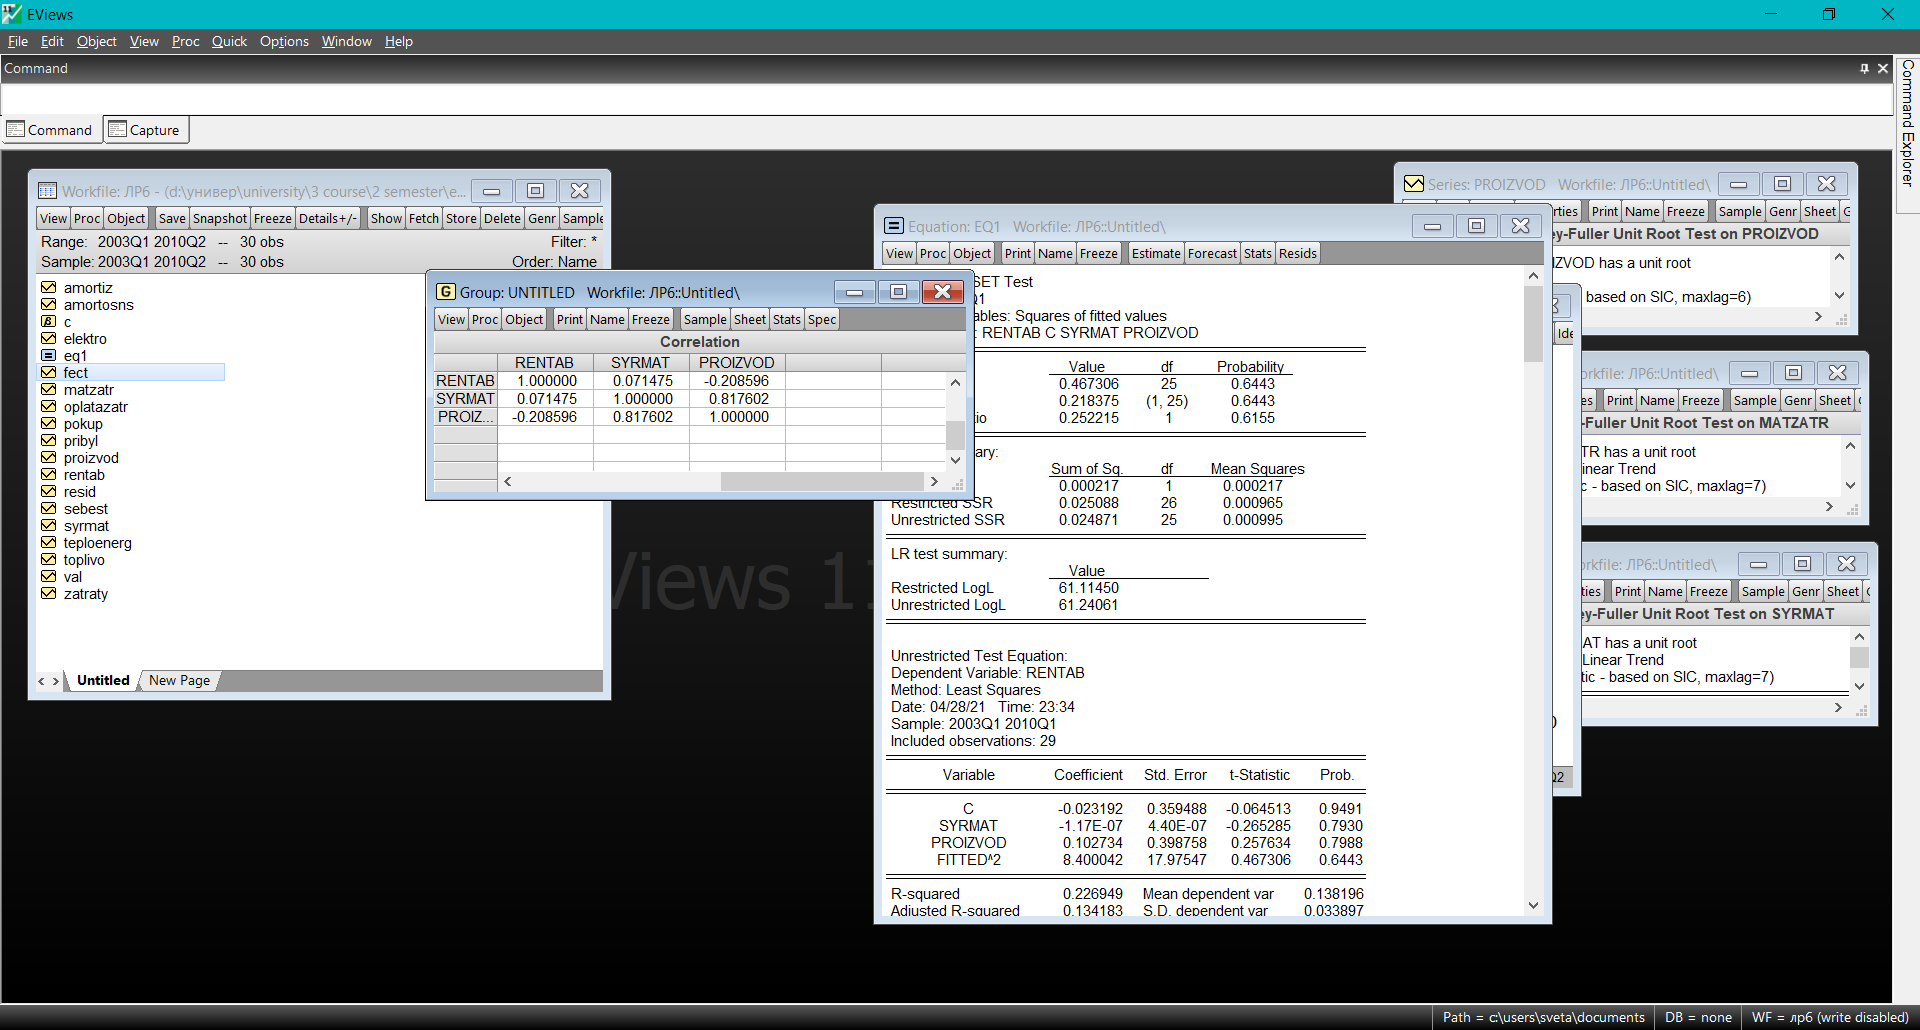 EViews
File Edit Object View Proc Quick Options Window Help
Command
Command Capture
Command Explorer
Workfile: ЛР6 - (d:\универ\university\3 course\2 semester\e...
View Proc Object Save Snapshot Freeze Details+/- Show Fetch Store Delete Genr Sample
Range: 2003Q1 2010Q2 -- 30 obs Filter: *
Sample: 2003Q1 2010Q2 -- 30 obs Order: Name
amortiz
amortosns
c
elektro
eq1
fect
matzatr
oplatazatr
pokup
pribyl
proizvod
rentab
resid
sebest
syrmat
teploenerg
toplivo
val
zatraty
Untitled New Page
Group: UNTITLED Workfile: ЛР6::Untitled\
View Proc Object Print Name Freeze Sample Sheet Stats Spec
Correlation
RENTAB SYRMAT PROIZVOD
RENTAB 1.000000 0.071475 -0.208596
SYRMAT 0.071475 1.000000 0.817602
PROIZ... -0.208596 0.817602 1.000000
Views 11
Equation: EQ1 Workfile: ЛР6::Untitled\
View Proc Object Print Name Freeze Estimate Forecast Stats Resids
SET Test
Q1
ables: Squares of fitted values
: RENTAB C SYRMAT PROIZVOD
Value df Probability
0.467306 25 0.6443
0.218375 (1, 25) 0.6443
io 0.252215 1 0.6155
ary:
Sum of Sq. df Mean Squares
0.000217 1 0.000217
Restricted SSR 0.025088 26 0.000965
Unrestricted SSR 0.024871 25 0.000995
LR test summary:
Value
Restricted LogL 61.11450
Unrestricted LogL 61.24061
Unrestricted Test Equation:
Dependent Variable: RENTAB
Method: Least Squares
Date: 04/28/21 Time: 23:34
Sample: 2003Q1 2010Q1
Included observations: 29
Variable Coefficient Std. Error t-Statistic Prob.
C -0.023192 0.359488 -0.064513 0.9491
SYRMAT -1.17E-07 4.40E-07 -0.265285 0.7930
PROIZVOD 0.102734 0.398758 0.257634 0.7988
FITTED^2 8.400042 17.97547 0.467306 0.6443
R-squared 0.226949 Mean dependent var 0.138196
Adjusted R-squared 0.134183 S.D. dependent var 0.033897
Series: PROIZVOD Workfile: ЛР6::Untitled\
erties Print Name Freeze Sample Genr Sheet G
ey-Fuller Unit Root Test on PROIZVOD
IZVOD has a unit root
based on SIC, maxlag=6)
Ide
orkfile: ЛР6::Untitled\
es Print Name Freeze Sample Genr Sheet
-Fuller Unit Root Test on MATZATR
TR has a unit root
inear Trend
c - based on SIC, maxlag=7)
rkfile: ЛР6::Untitled\
ties Print Name Freeze Sample Genr Sheet
ey-Fuller Unit Root Test on SYRMAT
AT has a unit root
Linear Trend
tic - based on SIC, maxlag=7)
Q2
Path = c:\users\sveta\documents DB = none WF = лр6 (write disabled)